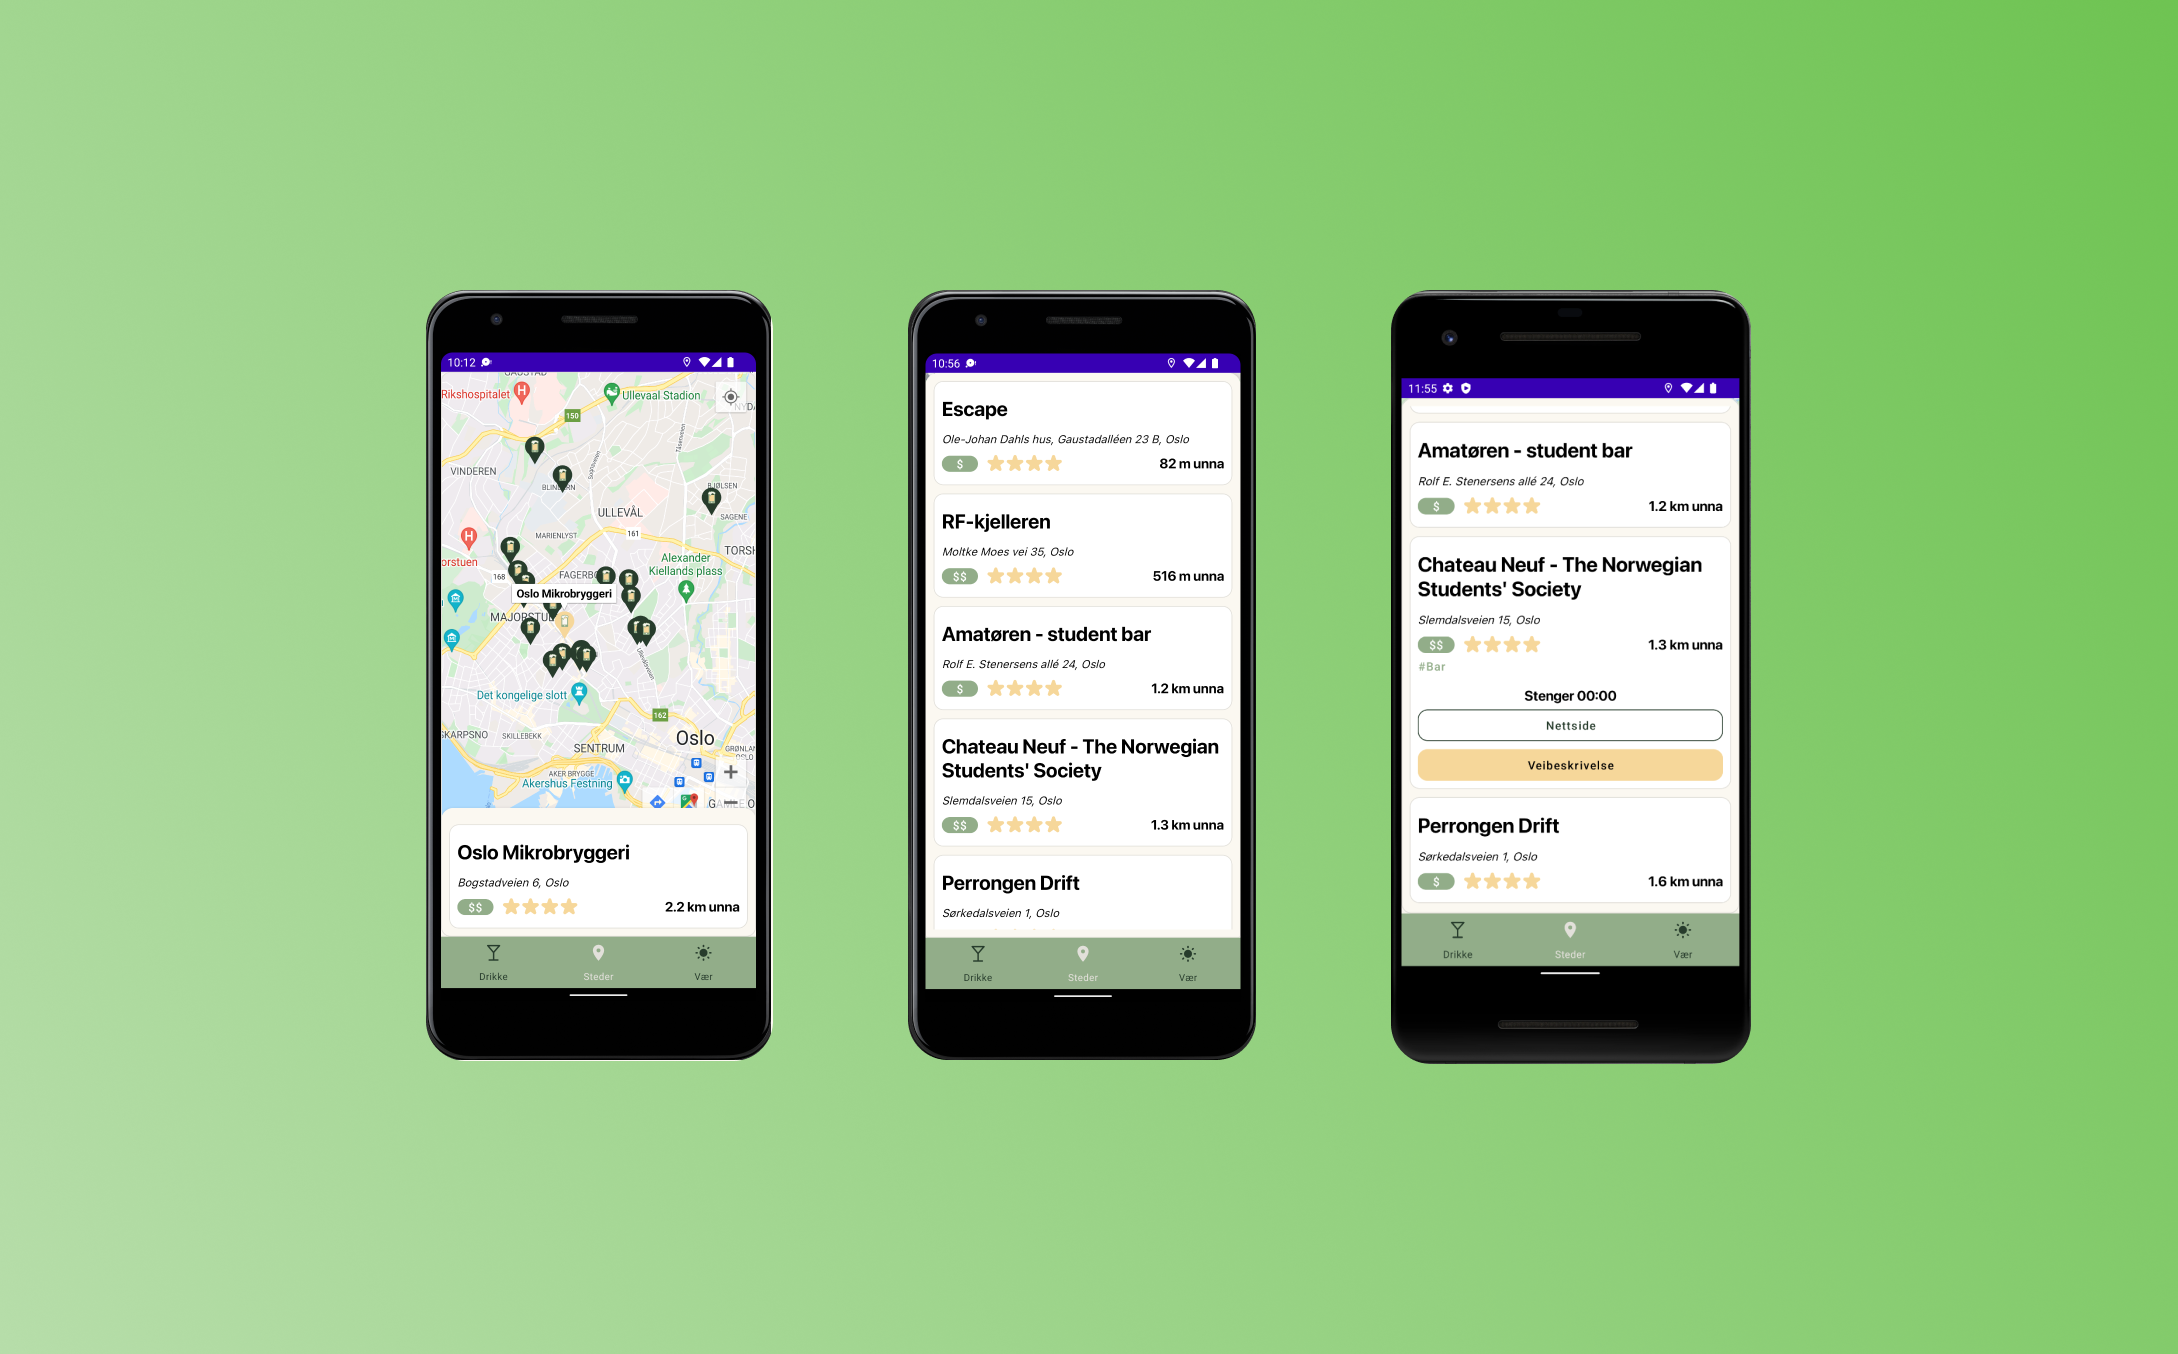 10:12
GAUSTAD
Rikshospitalet
Ullevaal Stadion
150
VINDEREN
Sognsveien
Tåsenveien
BLINDERN
BJØLSEN
ULLEVÅL
SAGENE
MARIENLYST
161
TORSH
orstuen
Alexander
Kiellands plass
168
FAGERBO
Oslo Mikrobryggeri
MAJORSTUE
Ullevålsveien
Det kongelige slott
162
SKARPSNO
SKILLEBEKK
SENTRUM
Oslo
GRØNLAN
OSLO
AKER BRYGGE
Akershus Festning
GAMLE O
Oslo Mikrobryggeri
Bogstadveien 6, Oslo
$$
2.2 km unna
Drikke
Steder
Vær
10:56
Escape
Ole-Johan Dahls hus, Gaustadalléen 23 B, Oslo
$
82 m unna
RF-kjelleren
Moltke Moes vei 35, Oslo
$$
516 m unna
Amatøren - student bar
Rolf E. Stenersens allé 24, Oslo
$
1.2 km unna
Chateau Neuf - The Norwegian
Students' Society
Slemdalsveien 15, Oslo
$$
1.3 km unna
Perrongen Drift
Sørkedalsveien 1, Oslo
Drikke
Steder
Vær
11:55
Amatøren - student bar
Rolf E. Stenersens allé 24, Oslo
$
1.2 km unna
Chateau Neuf - The Norwegian
Students' Society
Slemdalsveien 15, Oslo
$$
1.3 km unna
#Bar
Stenger 00:00
Nettside
Veibeskrivelse
Perrongen Drift
Sørkedalsveien 1, Oslo
$
1.6 km unna
Drikke
Steder
Vær